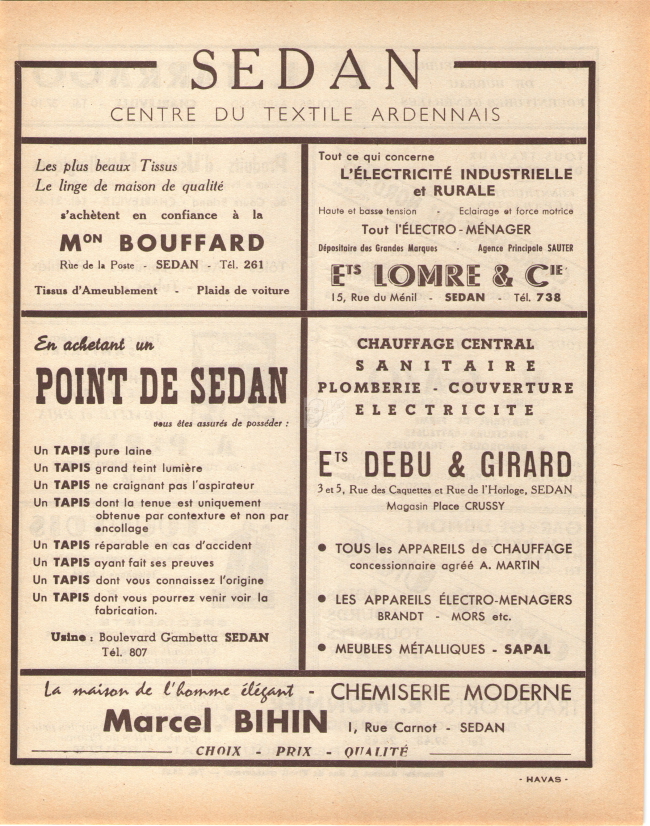 SEDAN
CENTRE DU TEXTILE ARDENNAIS
Les plus beaux Tissus
Le linge de maison de qualité
s'achètent en confiance à la
MON BOUFFARD
Rue de la Poste - SEDAN - Tél. 261
Tissus d'Ameublement - Plaids de voiture
Tout ce qui concerne
L'ÉLECTRICITÉ INDUSTRIELLE
et RURALE
Haute et basse tension - Eclairage et force motrice
Tout l'ÉLECTRO-MÉNAGER
Dépositaire des Grandes Marques - Agence Principale SAUTER
ETS LOMRE & CIE
15, Rue du Ménil - SEDAN - Tél. 738
En achetant un
POINT DE SEDAN
vous êtes assurés de posséder :
Un TAPIS pure laine
Un TAPIS grand teint lumière
Un TAPIS ne craignant pas l'aspirateur
Un TAPIS dont la tenue est uniquement
obtenue par contexture et non par
encollage
Un TAPIS réparable en cas d'accident
Un TAPIS ayant fait ses preuves
Un TAPIS dont vous connaissez l'origine
Un TAPIS dont vous pourrez venir voir la
fabrication.
Usine : Boulevard Gambetta SEDAN
Tél. 807
CHAUFFAGE CENTRAL
SANITAIRE
PLOMBERIE - COUVERTURE
ELECTRICITE
ETS DEBU & GIRARD
3 et 5, Rue des Caquettes et Rue de l'Horloge, SEDAN
Magasin Place CRUSSY
● TOUS les APPAREILS de CHAUFFAGE
concessionnaire agréé A. MARTIN
● LES APPAREILS ÉLECTRO-MENAGERS
BRANDT - MORS etc.
● MEUBLES MÉTALLIQUES - SAPAL
La maison de l'homme élégant - CHEMISERIE MODERNE
Marcel BIHIN 1, Rue Carnot - SEDAN
CHOIX - PRIX - QUALITÉ
- HAVAS -